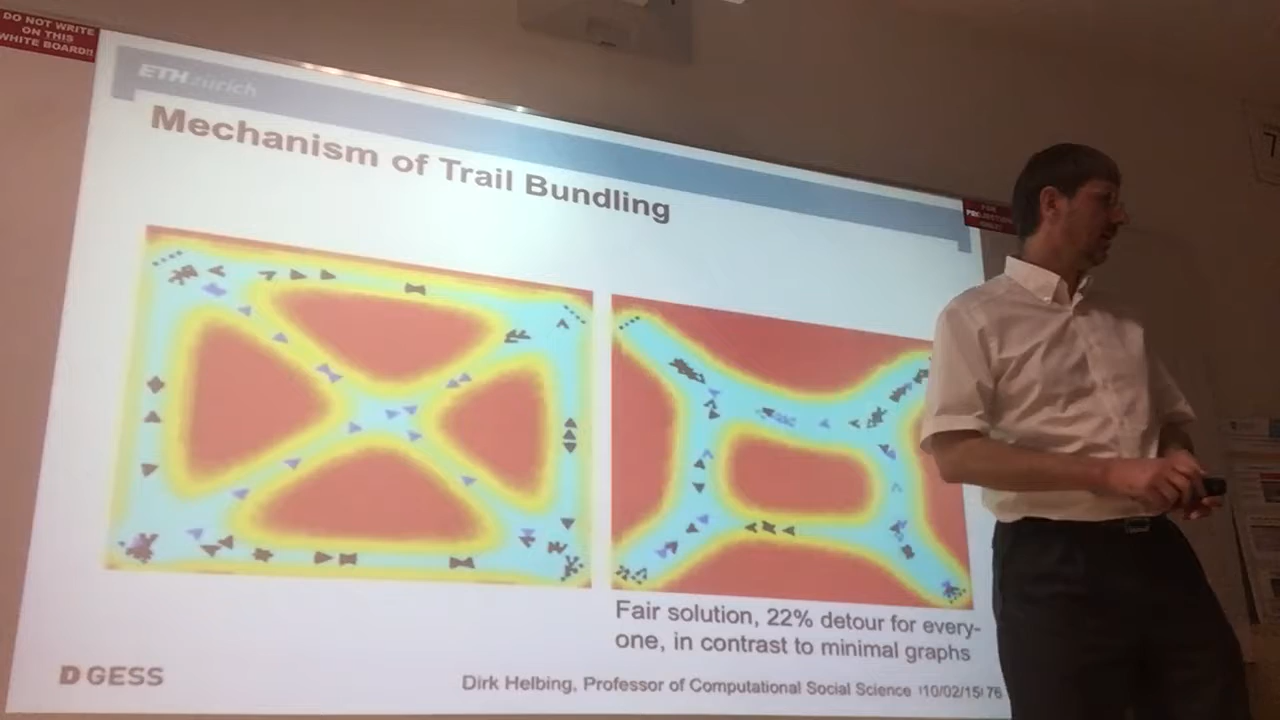 DO NOT WRITE
ON THIS
WHITE BOARD!!
ETH zürich
Mechanism of Trail Bundling
Fair solution, 22% detour for every-
one, in contrast to minimal graphs
D GESS
Dirk Helbing, Professor of Computational Social Science 10/02/15 76